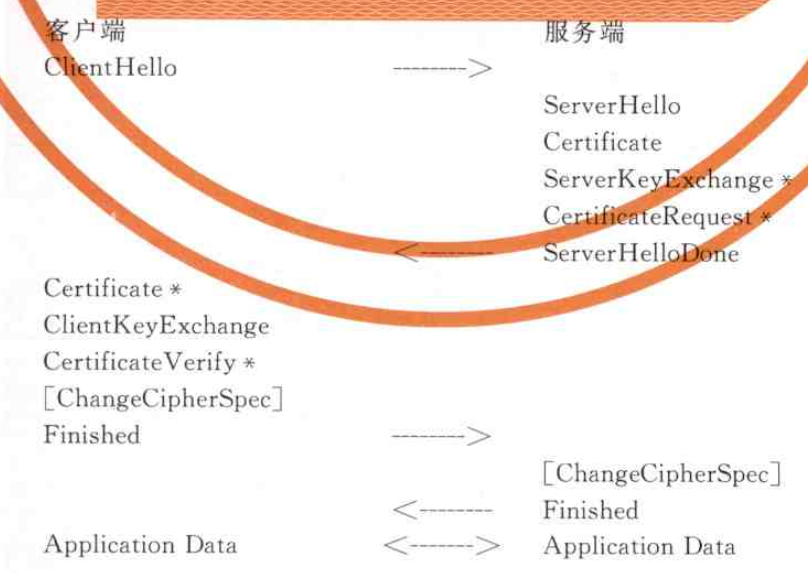 客户端 服务端
ClientHello -------->
ServerHello
Certificate
ServerKeyExchange *
CertificateRequest *
<-------- ServerHelloDone
Certificate *
ClientKeyExchange
CertificateVerify *
[ChangeCipherSpec]
Finished -------->
[ChangeCipherSpec]
<-------- Finished
Application Data <-------> Application Data